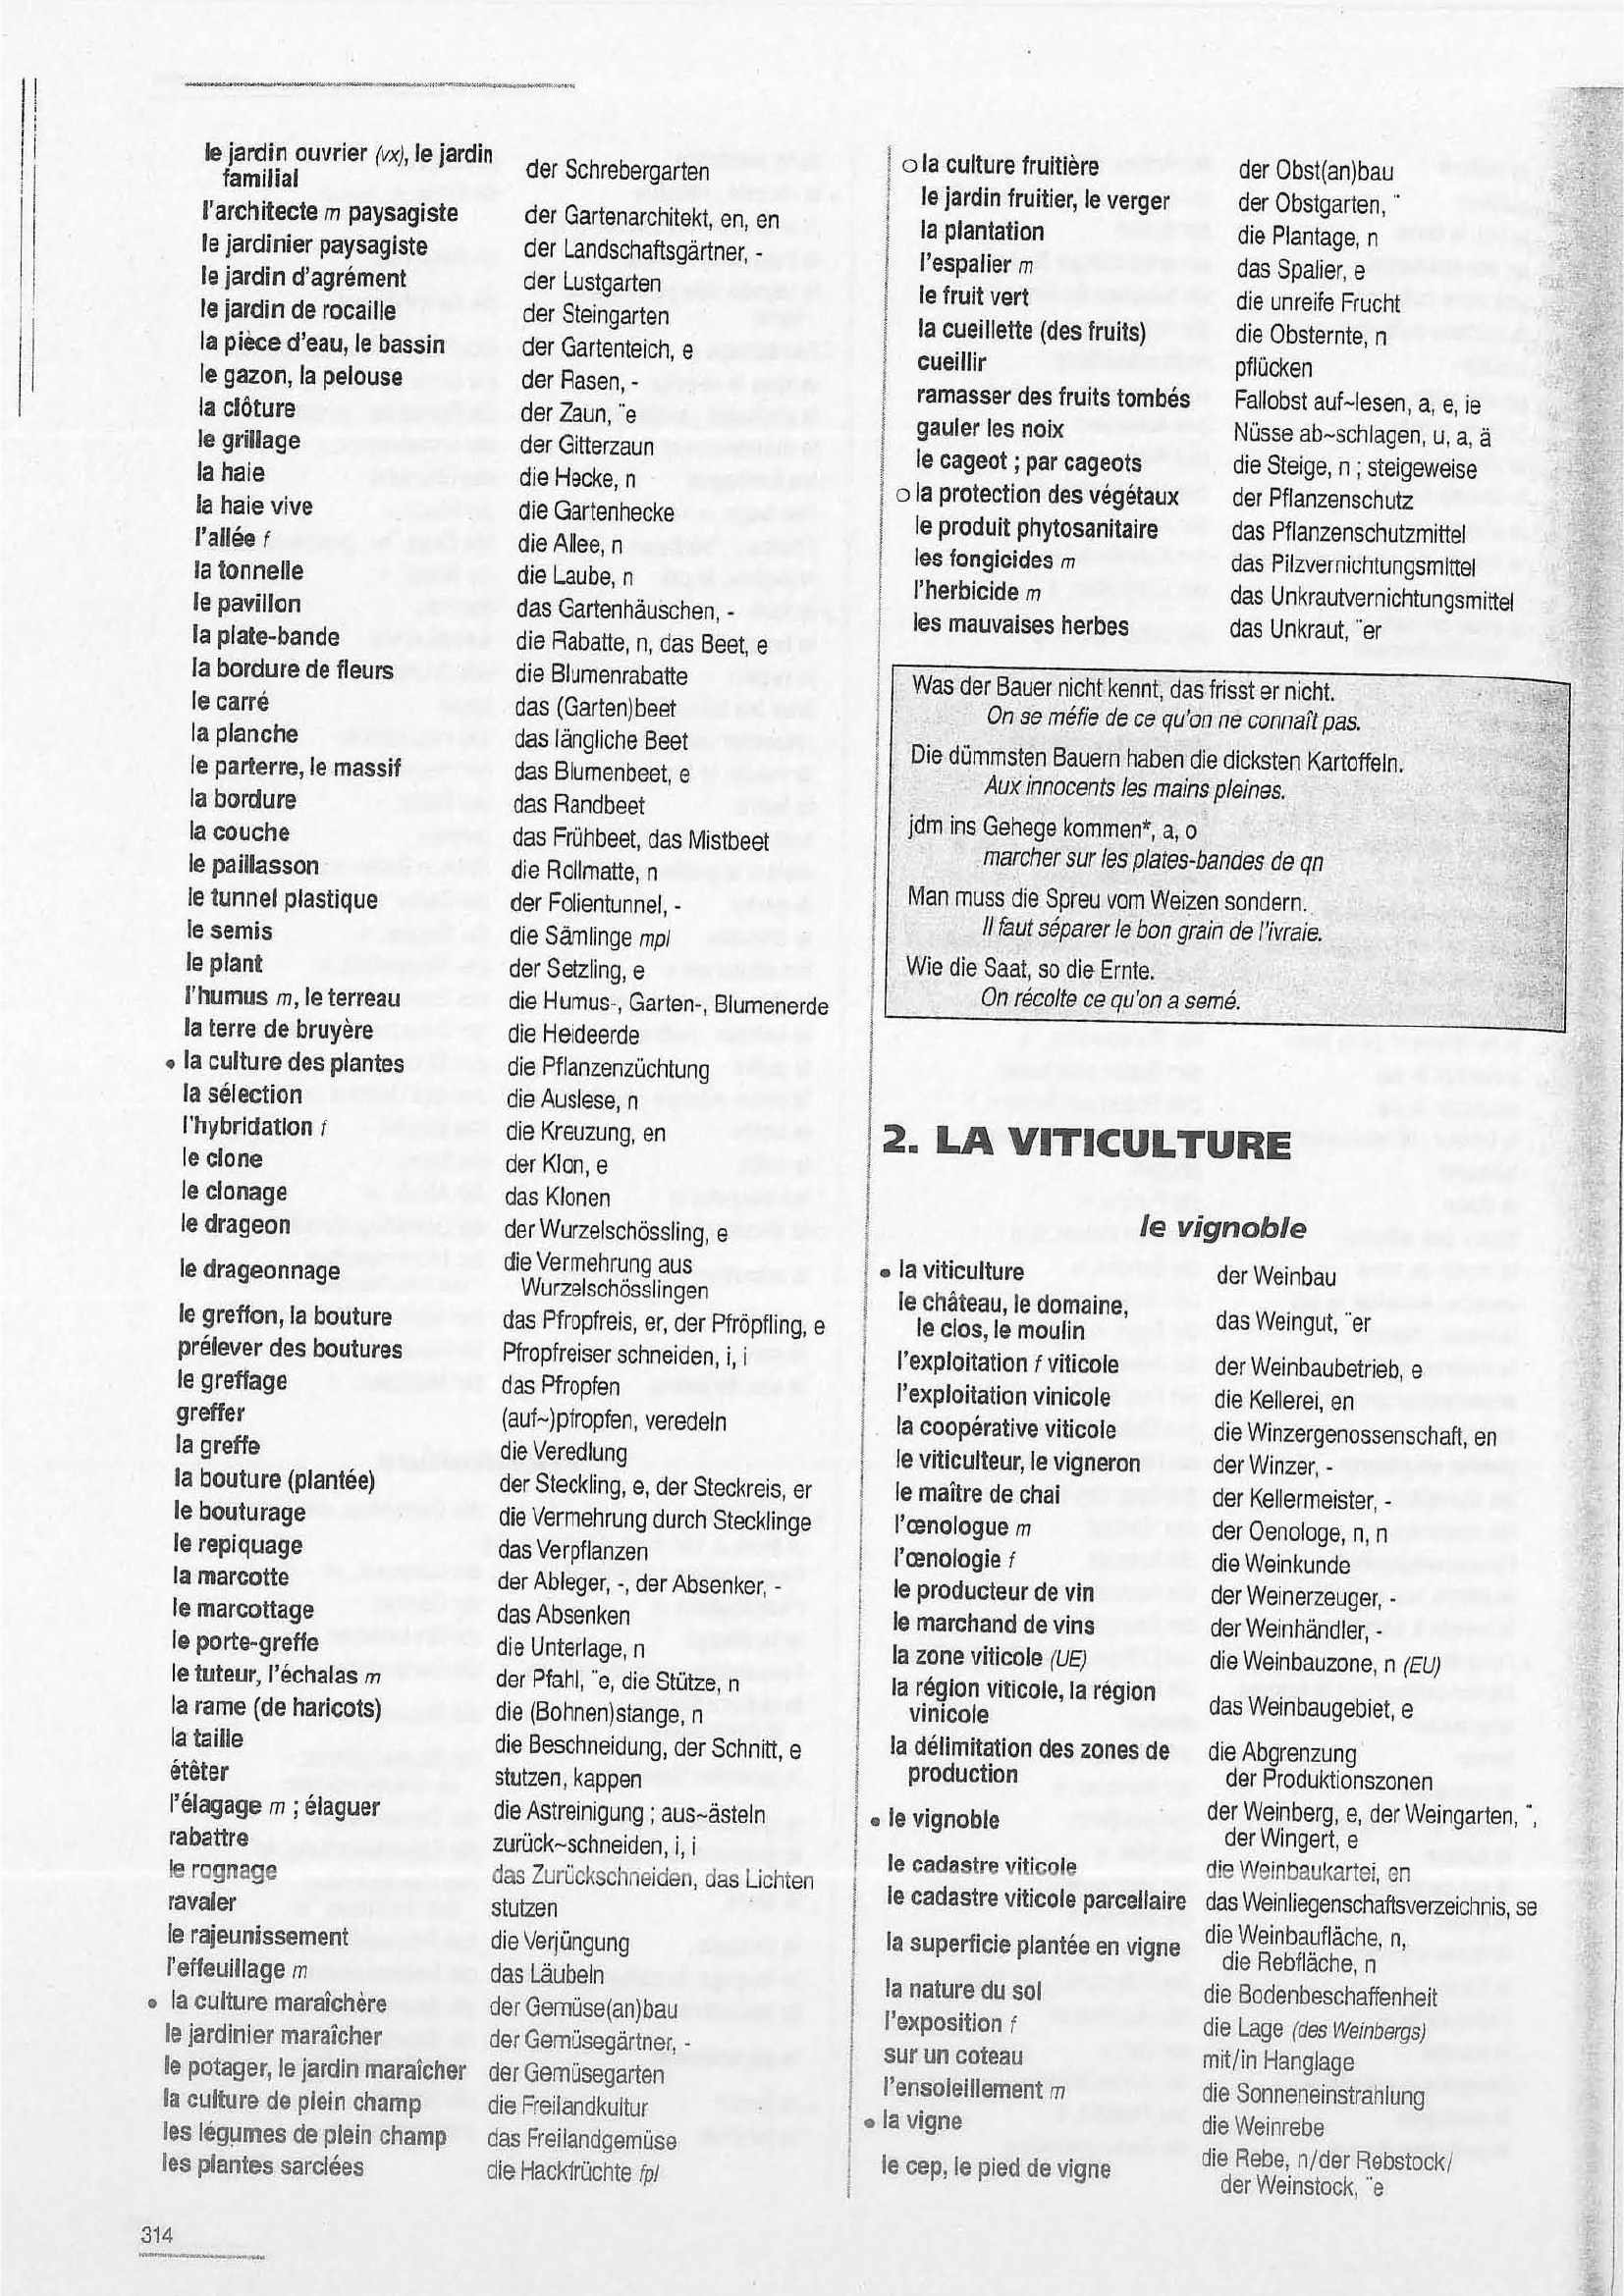 le jardin ouvrier (vx), le jardin familial der Schrebergarten
l'architecte m paysagiste der Gartenarchitekt, en, en
le jardinier paysagiste der Landschaftsgärtner, -
le jardin d'agrément der Lustgarten
le jardin de rocaille der Steingarten
la pièce d'eau, le bassin der Gartenteich, e
le gazon, la pelouse der Rasen, -
la clôture der Zaun, ¨e
le grillage der Gitterzaun
la haie die Hecke, n
la haie vive die Gartenhecke
l'allée f die Allee, n
la tonnelle die Laube, n
le pavillon das Gartenhäuschen, -
la plate-bande die Rabatte, n, das Beet, e
la bordure de fleurs die Blumenrabatte
le carré das (Garten)beet
la planche das längliche Beet
le parterre, le massif das Blumenbeet, e
la bordure das Randbeet
la couche das Frühbeet, das Mistbeet
le paillasson die Rollmatte, n
le tunnel plastique der Folientunnel, -
le semis die Sämlinge mpl
le plant der Setzling, e
l'humus m, le terreau die Humus-, Garten-, Blumenerde
la terre de bruyère die Heideerde
• la culture des plantes die Pflanzenzüchtung
la sélection die Auslese, n
l'hybridation f die Kreuzung, en
le clone der Klon, e
le clonage das Klonen
le drageon der Wurzelschössling, e
le drageonnage die Vermehrung aus
Wurzelschösslingen
le greffon, la bouture das Pfropfreis, er, der Pfröpfling, e
prélever des boutures Pfropfreiser schneiden, i, i
le greffage das Pfropfen
greffer (auf~)pfropfen, veredeln
la greffe die Veredlung
la bouture (plantée) der Steckling, e, der Steckreis, er
le bouturage die Vermehrung durch Stecklinge
le repiquage das Verpflanzen
la marcotte der Ableger, -, der Absenker, -
le marcottage das Absenken
le porte-greffe die Unterlage, n
le tuteur, l'échalas m der Pfahl, ¨e, die Stütze, n
la rame (de haricots) die (Bohnen)stange, n
la taille die Beschneidung, der Schnitt, e
étêter stutzen, kappen
l'élagage m ; élaguer die Astreinigung ; aus~ästeln
rabattre zurück~schneiden, i, i
le rognage das Zurückschneiden, das Lichten
ravaler stutzen
le rajeunissement die Verjüngung
l'effeuillage m das Läubeln
• la culture maraîchère der Gemüse(an)bau
le jardinier maraîcher der Gemüsegärtner, -
le potager, le jardin maraîcher der Gemüsegarten
la culture de plein champ die Freilandkultur
les légumes de plein champ das Freilandgemüse
les plantes sarclées die Hackfrüchte fpl
314
o la culture fruitière der Obst(an)bau
le jardin fruitier, le verger der Obstgarten, ¨
la plantation die Plantage, n
l'espalier m das Spalier, e
le fruit vert die unreife Frucht
la cueillette (des fruits) die Obsternte, n
cueillir pflücken
ramasser des fruits tombés Fallobst auf~lesen, a, e, ie
gauler les noix Nüsse ab~schlagen, u, a, ä
le cageot ; par cageots die Steige, n ; steigeweise
o la protection des végétaux der Pflanzenschutz
le produit phytosanitaire das Pflanzenschutzmittel
les fongicides m das Pilzvernichtungsmittel
l'herbicide m das Unkrautvernichtungsmittel
les mauvaises herbes das Unkraut, ¨er
Was der Bauer nicht kennt, das frisst er nicht.
On se méfie de ce qu'on ne connaît pas.
Die dümmsten Bauern haben die dicksten Kartoffeln.
Aux innocents les mains pleines.
jdm ins Gehege kommen*, a, o
marcher sur les plates-bandes de qn
Man muss die Spreu vom Weizen sondern.
Il faut séparer le bon grain de l'ivraie.
Wie die Saat, so die Ernte.
On récolte ce qu'on a semé.
2. LA VITICULTURE
le vignoble
• la viticulture der Weinbau
le château, le domaine,
le clos, le moulin das Weingut, ¨er
l'exploitation f viticole der Weinbaubetrieb, e
l'exploitation vinicole die Kellerei, en
la coopérative viticole die Winzergenossenschaft, en
le viticulteur, le vigneron der Winzer, -
le maître de chai der Kellermeister, -
l'œnologue m der Oenologe, n, n
l'œnologie f die Weinkunde
le producteur de vin der Weinerzeuger, -
le marchand de vins der Weinhändler, -
la zone viticole (UE) die Weinbauzone, n (EU)
la région viticole, la région
vinicole das Weinbaugebiet, e
la délimitation des zones de die Abgrenzung
production der Produktionszonen
• le vignoble der Weinberg, e, der Weingarten, ¨,
der Wingert, e
le cadastre viticole die Weinbaukartei, en
le cadastre viticole parcellaire das Weinliegenschaftsverzeichnis, se
la superficie plantée en vigne die Weinbaufläche, n,
die Rebfläche, n
la nature du sol die Bodenbeschaffenheit
l'exposition f die Lage (des Weinbergs)
sur un coteau mit/in Hanglage
l'ensoleillement m die Sonneneinstrahlung
• la vigne die Weinrebe
le cep, le pied de vigne die Rebe, n/der Rebstock/
der Weinstock, ¨e